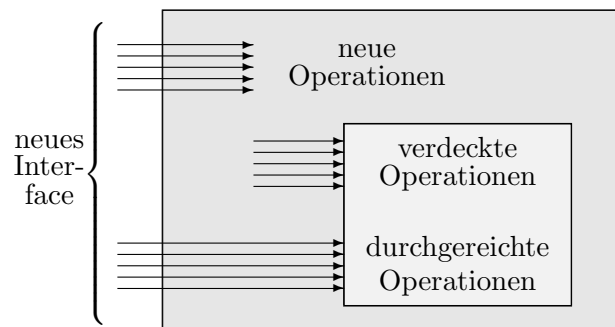 neue
Operationen
neues
Inter-
face
verdeckte
Operationen
durchgereichte
Operationen